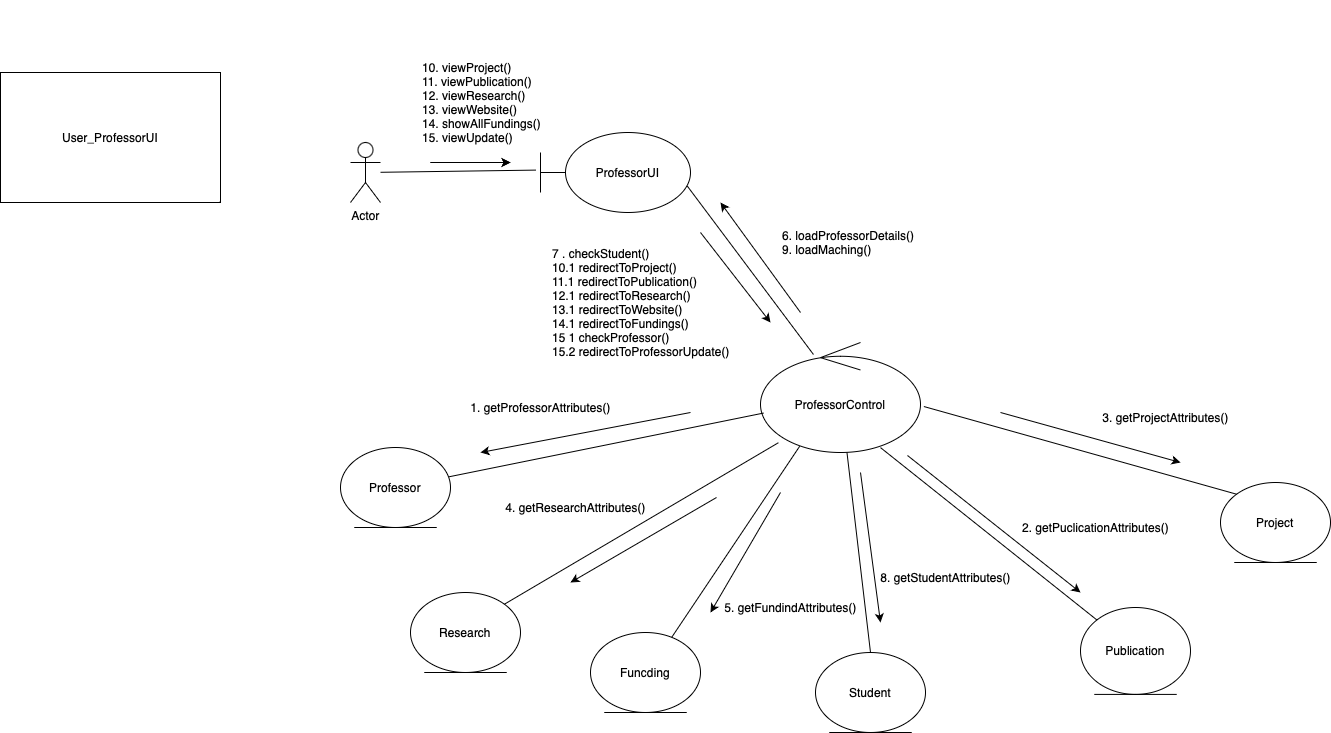 10. viewProject()
11. viewPublication()
12. viewResearch()
13. viewWebsite()
14. showAllFundings()
15. viewUpdate()
User_ProfessorUI
ProfessorUI
Actor
6. loadProfessorDetails()
9. loadMaching()
7 . checkStudent()
10.1 redirectToProject()
11.1 redirectToPublication()
12.1 redirectToResearch()
13.1 redirectToWebsite()
14.1 redirectToFundings()
15 1 checkProfessor()
15.2 redirectToProfessorUpdate()
ProfessorControl
1. getProfessorAttributes()
3. getProjectAttributes()
Professor
4. getResearchAttributes()
Project
2. getPuclicationAttributes()
8. getStudentAttributes()
5. getFundindAttributes()
Research
Publication
Funcding
Student